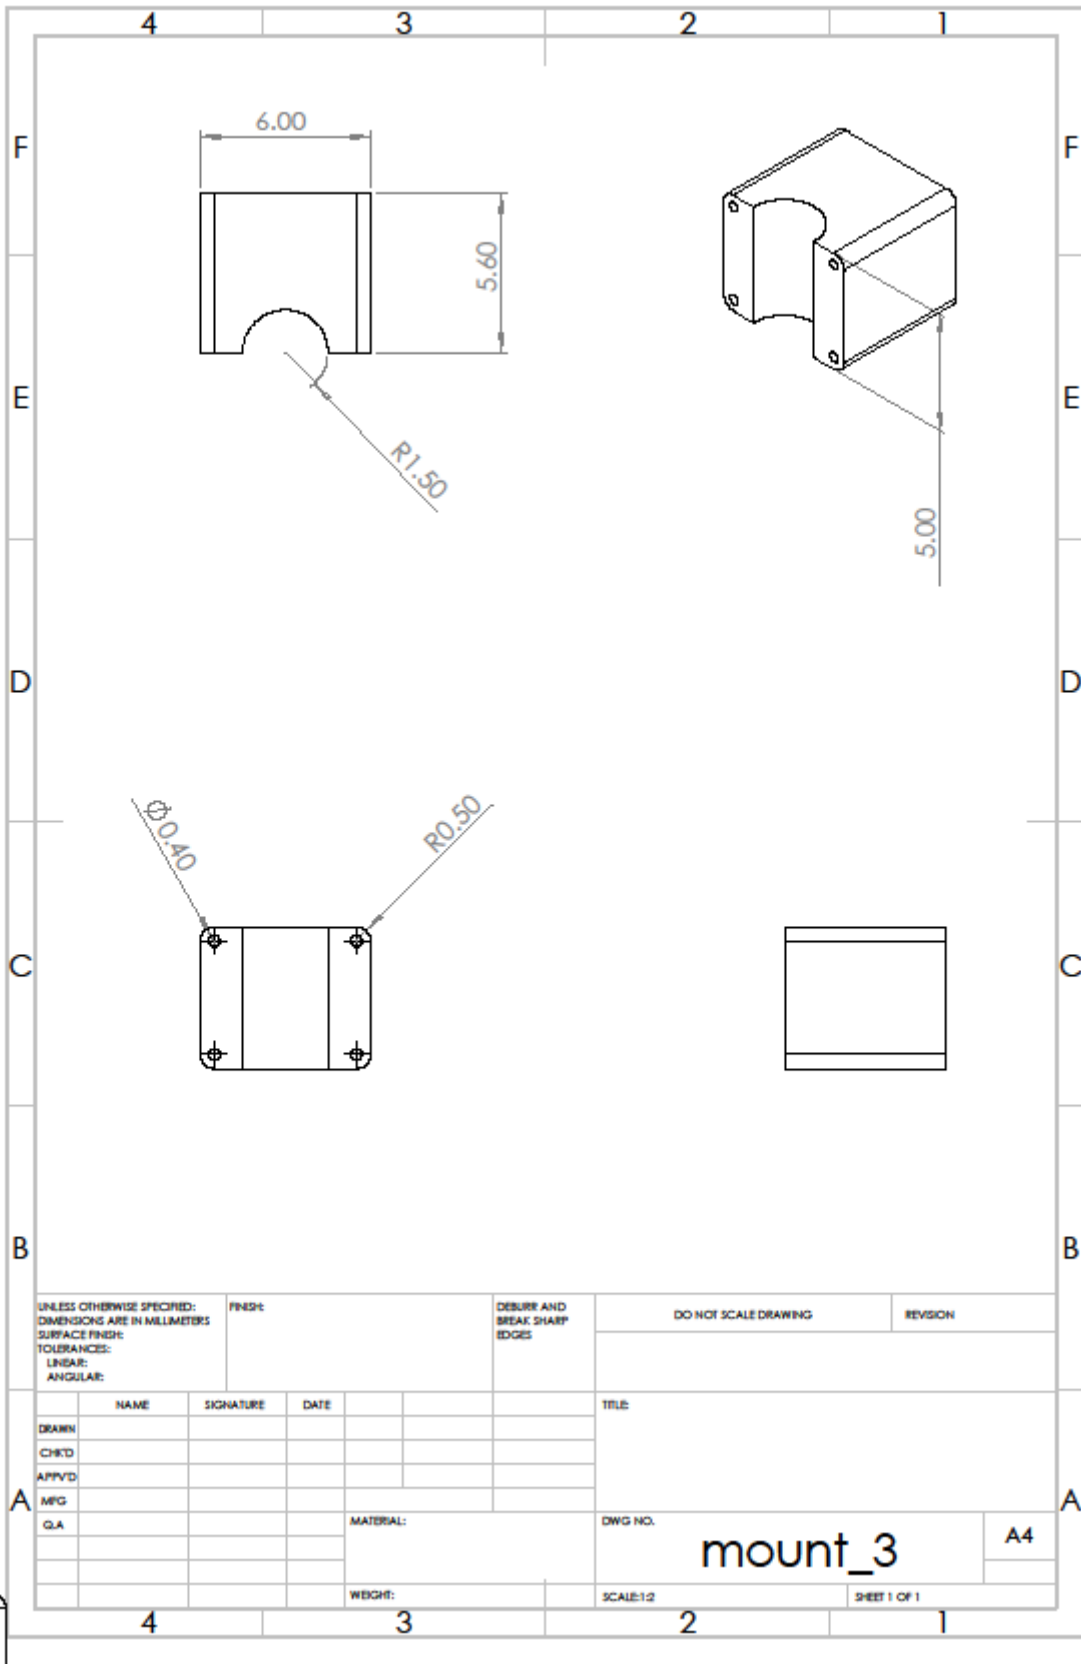 4 3 2 1
6.00
F F
5.60
E E
R1.50
5.00
D D
Ø0.40 R0.50
C C
B B
UNLESS OTHERWISE SPECIFIED:
DIMENSIONS ARE IN MILLIMETERS
SURFACE FINISH:
TOLERANCES:
LINEAR:
ANGULAR:
FINISH:
DEBURR AND
BREAK SHARP
EDGES
DO NOT SCALE DRAWING
REVISION
NAME SIGNATURE DATE
TITLE:
DRAWN
CHK'D
APPV'D
A MFG A
Q.A
MATERIAL:
DWG NO.
mount_3
A4
WEIGHT:
SCALE:1:2
SHEET 1 OF 1
4 3 2 1